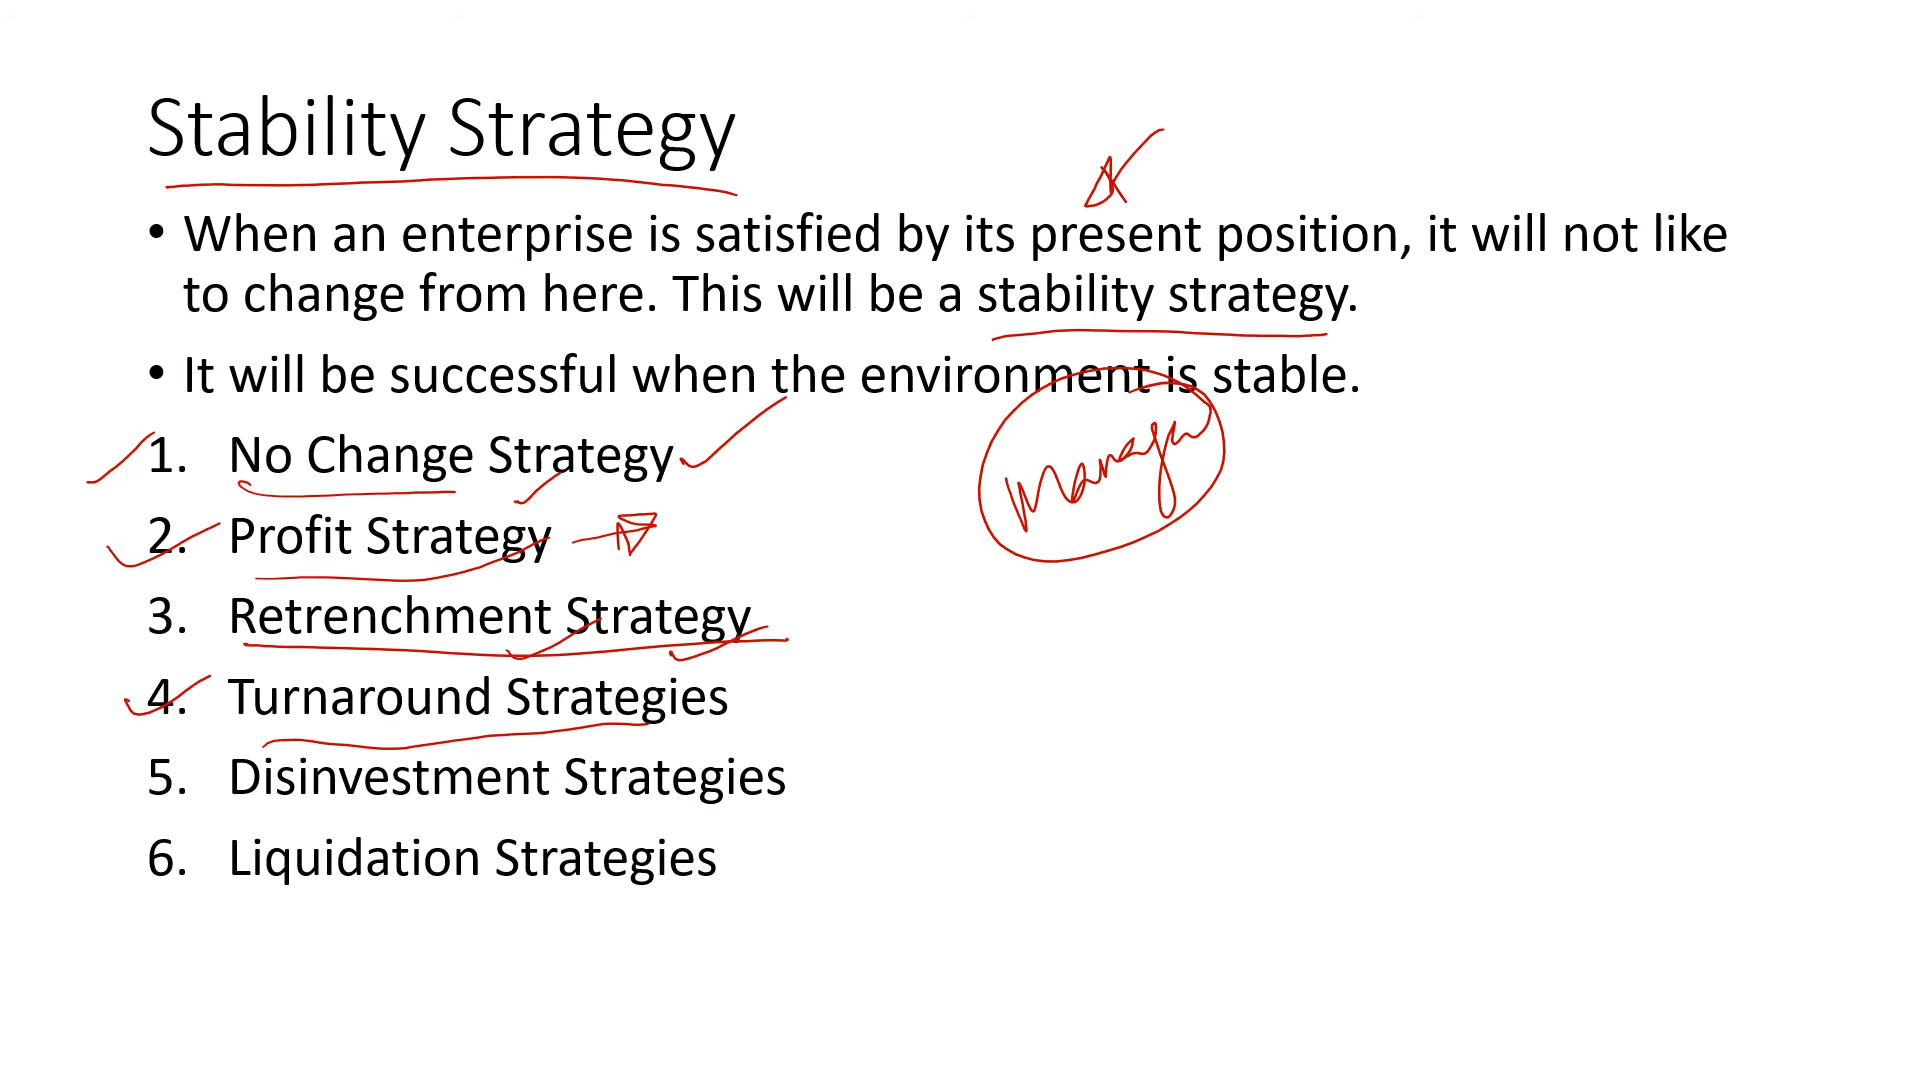 Stability Strategy
• When an enterprise is satisfied by its present position, it will not like
to change from here. This will be a stability strategy.
• It will be successful when the environment is stable.
1. No Change Strategy
2. Profit Strategy
3. Retrenchment Strategy
4. Turnaround Strategies
5. Disinvestment Strategies
6. Liquidation Strategies